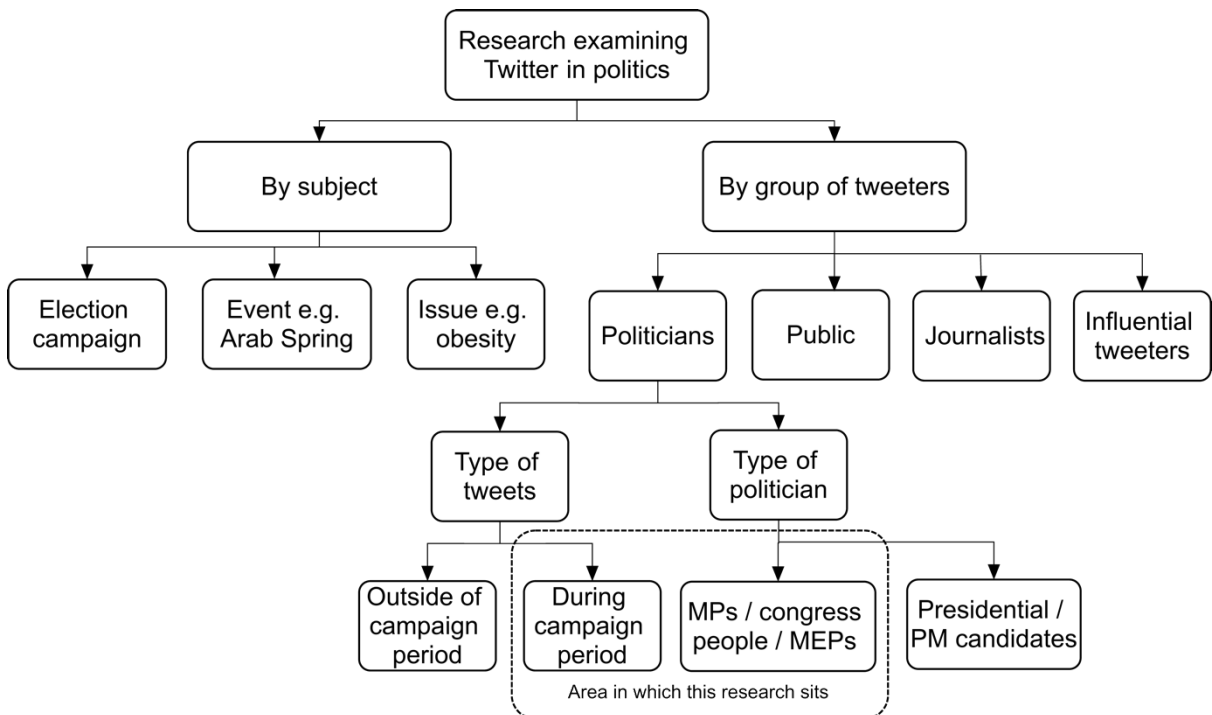 Research examining
Twitter in politics
By subject
By group of tweeters
Election
campaign
Event e.g.
Arab Spring
Issue e.g.
obesity
Politicians
Public
Journalists
Influential
tweeters
Type of
tweets
Type of
politician
Outside of
campaign
period
During
campaign
period
MPs / congress
people / MEPs
Presidential /
PM candidates
Area in which this research sits